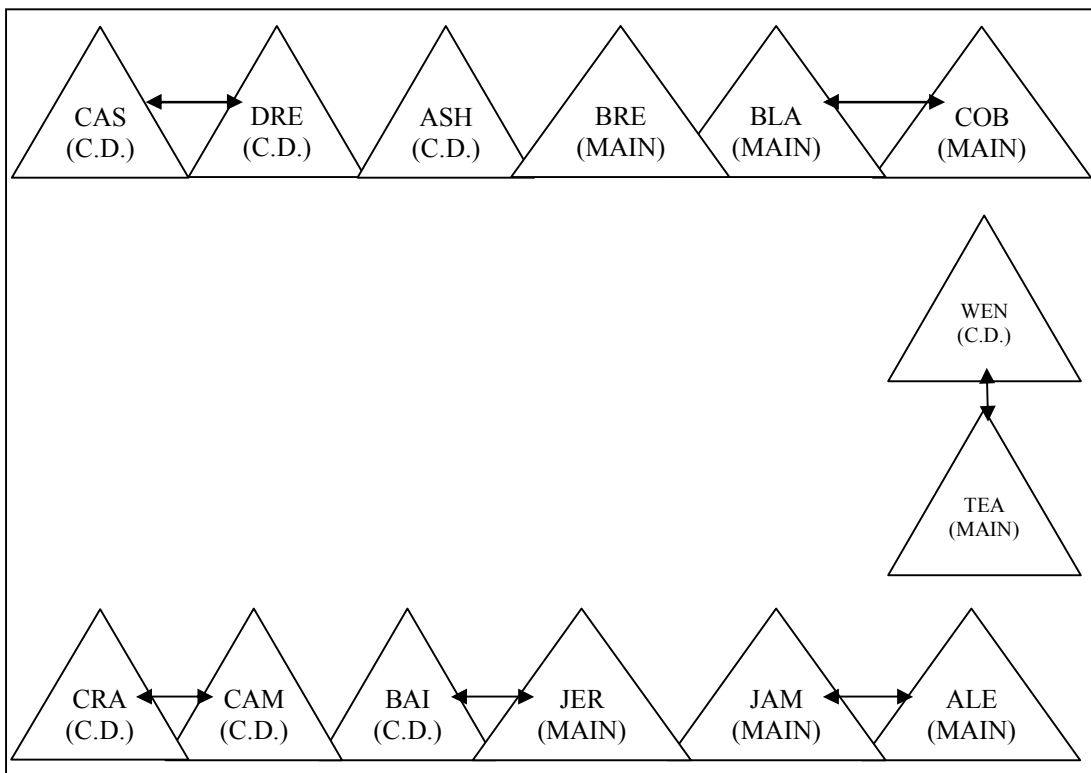 CAS
(C.D.)
DRE
(C.D.)
ASH
(C.D.)
BRE
(MAIN)
BLA
(MAIN)
COB
(MAIN)
WEN
(C.D.)
TEA
(MAIN)
CRA
(C.D.)
CAM
(C.D.)
BAI
(C.D.)
JER
(MAIN)
JAM
(MAIN)
ALE
(MAIN)